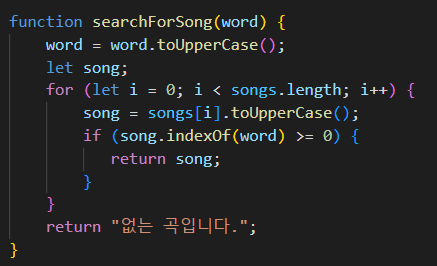 function searchForSong(word) {
    word = word.toUpperCase();
    let song;
    for (let i = 0; i < songs.length; i++) {
        song = songs[i].toUpperCase();
        if (song.indexOf(word) >= 0) {
           return song;
        }
    }
    return "없는 곡입니다.";
}